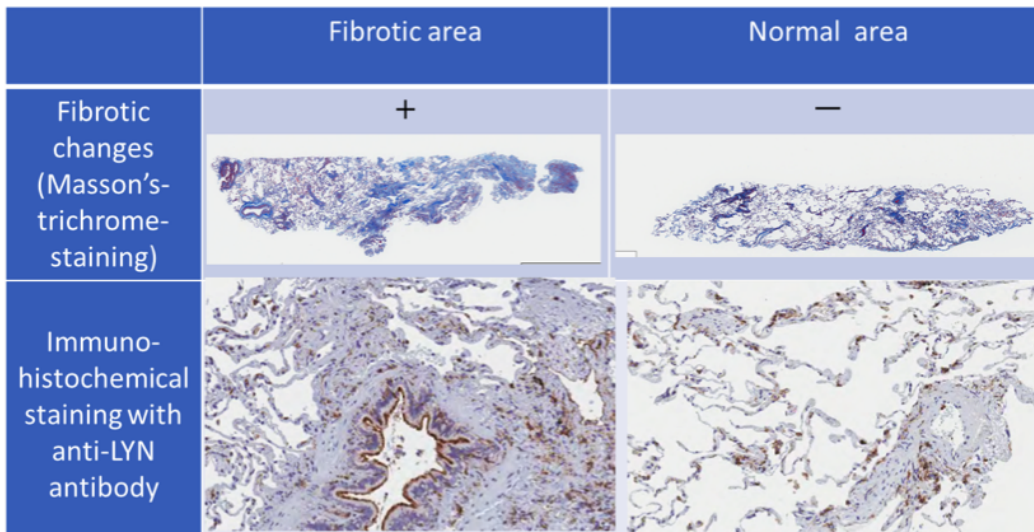 Fibrotic area
Normal area
Fibrotic
changes
(Masson's-
trichrome-
staining)
+
—
Immuno-
histochemical
staining with
anti-LYN
antibody